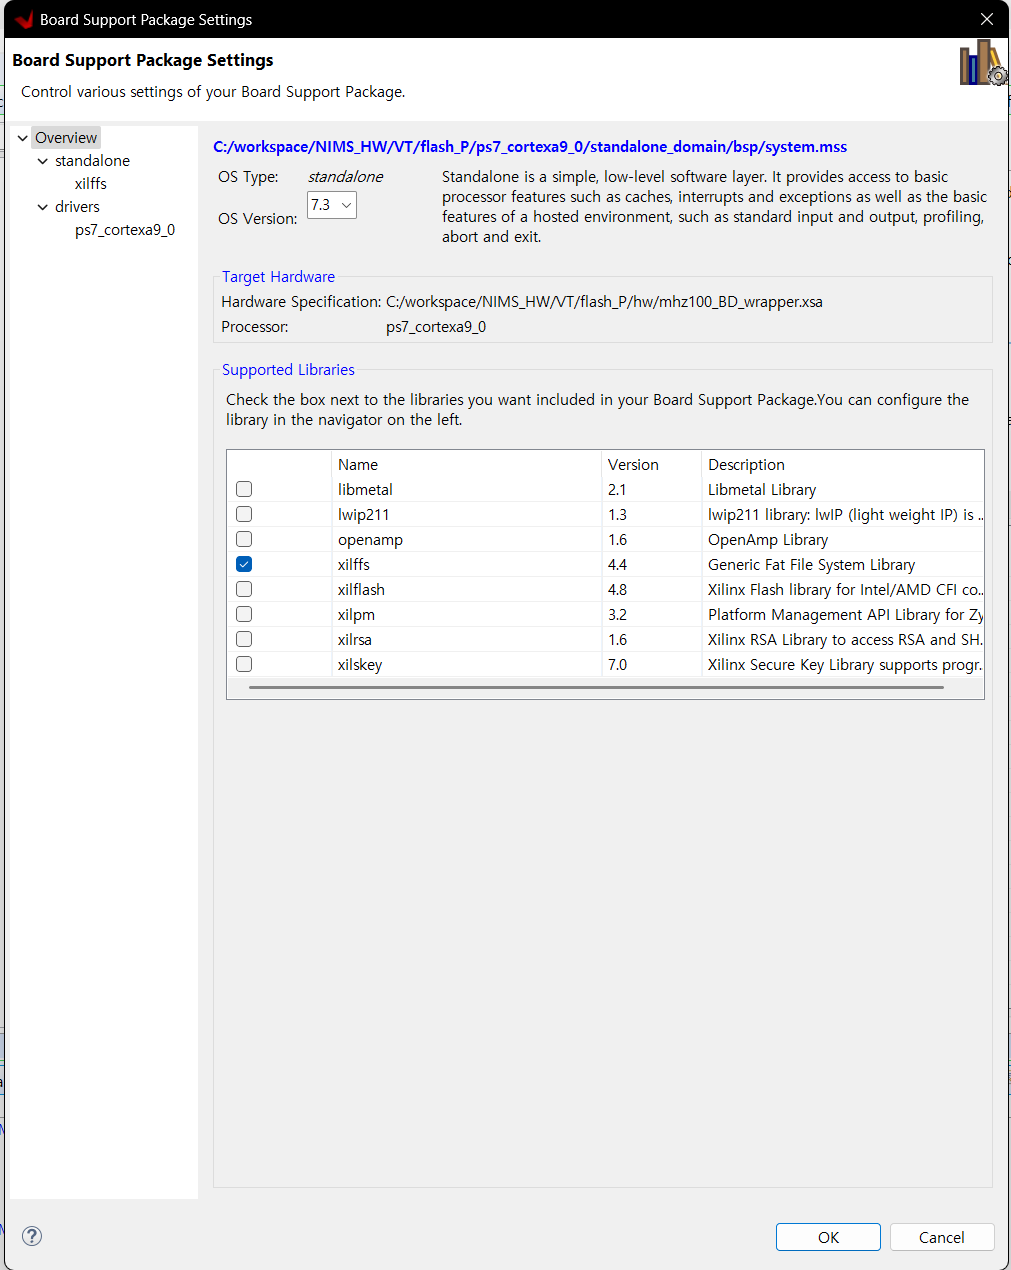 Board Support Package Settings
Board Support Package Settings
Control various settings of your Board Support Package.
Overview
standalone
xilffs
drivers
ps7_cortexa9_0
C:/workspace/NIMS_HW/VT/flash_P/ps7_cortexa9_0/standalone_domain/bsp/system.mss
OS Type: standalone
OS Version: 7.3
Standalone is a simple, low-level software layer. It provides access to basic
processor features such as caches, interrupts and exceptions as well as the basic
features of a hosted environment, such as standard input and output, profiling,
abort and exit.
Target Hardware
Hardware Specification: C:/workspace/NIMS_HW/VT/flash_P/hw/mhz100_BD_wrapper.xsa
Processor: ps7_cortexa9_0
Supported Libraries
Check the box next to the libraries you want included in your Board Support Package.You can configure the
library in the navigator on the left.
Name Version Description
libmetal 2.1 Libmetal Library
lwip211 1.3 lwip211 library: lwIP (light weight IP) is ..
openamp 1.6 OpenAmp Library
xilffs 4.4 Generic Fat File System Library
xilflash 4.8 Xilinx Flash library for Intel/AMD CFI co..
xilpm 3.2 Platform Management API Library for Zy
xilrsa 1.6 Xilinx RSA Library to access RSA and SH.
xilskey 7.0 Xilinx Secure Key Library supports progr.
?
OK Cancel